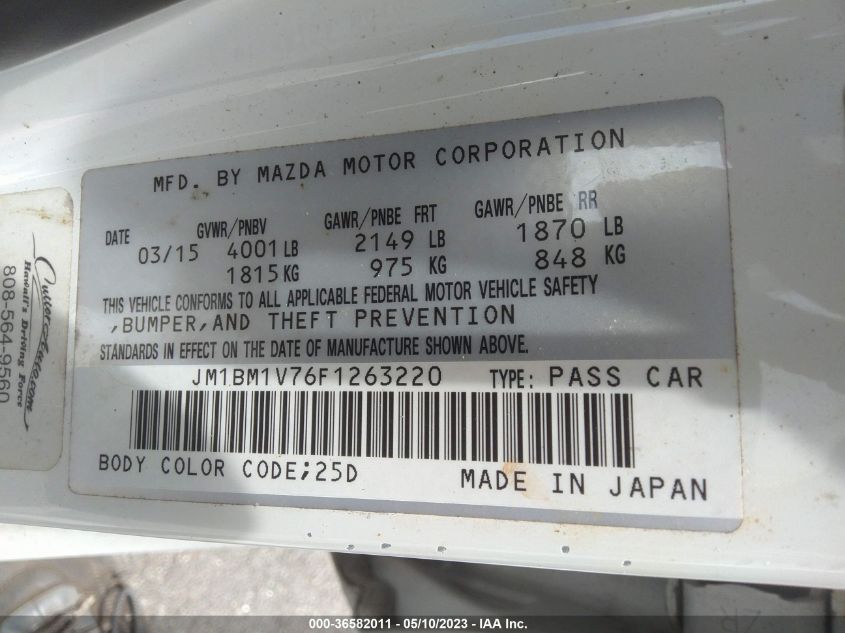 MFD. BY MAZDA MOTOR CORPORATION
DATE GVWR/PNBV GAWR/PNBE FRT GAWR/PNBE RR
03/15 4001 LB 2149 LB 1870 LB
1815 KG 975 KG 848 KG
THIS VEHICLE CONFORMS TO ALL APPLICABLE FEDERAL MOTOR VEHICLE SAFETY
,BUMPER,AND THEFT PREVENTION
STANDARDS IN EFFECT ON THE DATE OF MANUFACTURE SHOWN ABOVE.
JM1BM1V76F1263220 TYPE: PASS CAR
BODY COLOR CODE;25D MADE IN JAPAN
Hawaii's Driving Force
808-564-9560
000-36582011 - 05/10/2023 - IAA Inc.